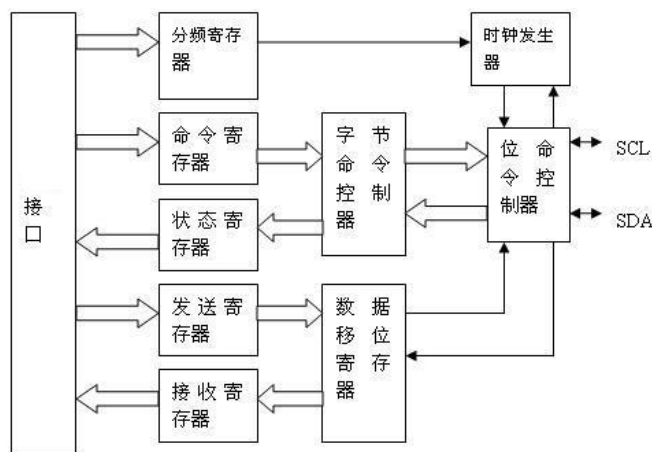 分频寄存
器
时钟发生
器
命令寄
存器
字节
命令
控制
器
位命
令控
制器
SCL
SDA
接
口
状态寄
存器
发送寄
存器
数据
移位
寄存
器
接收寄
存器